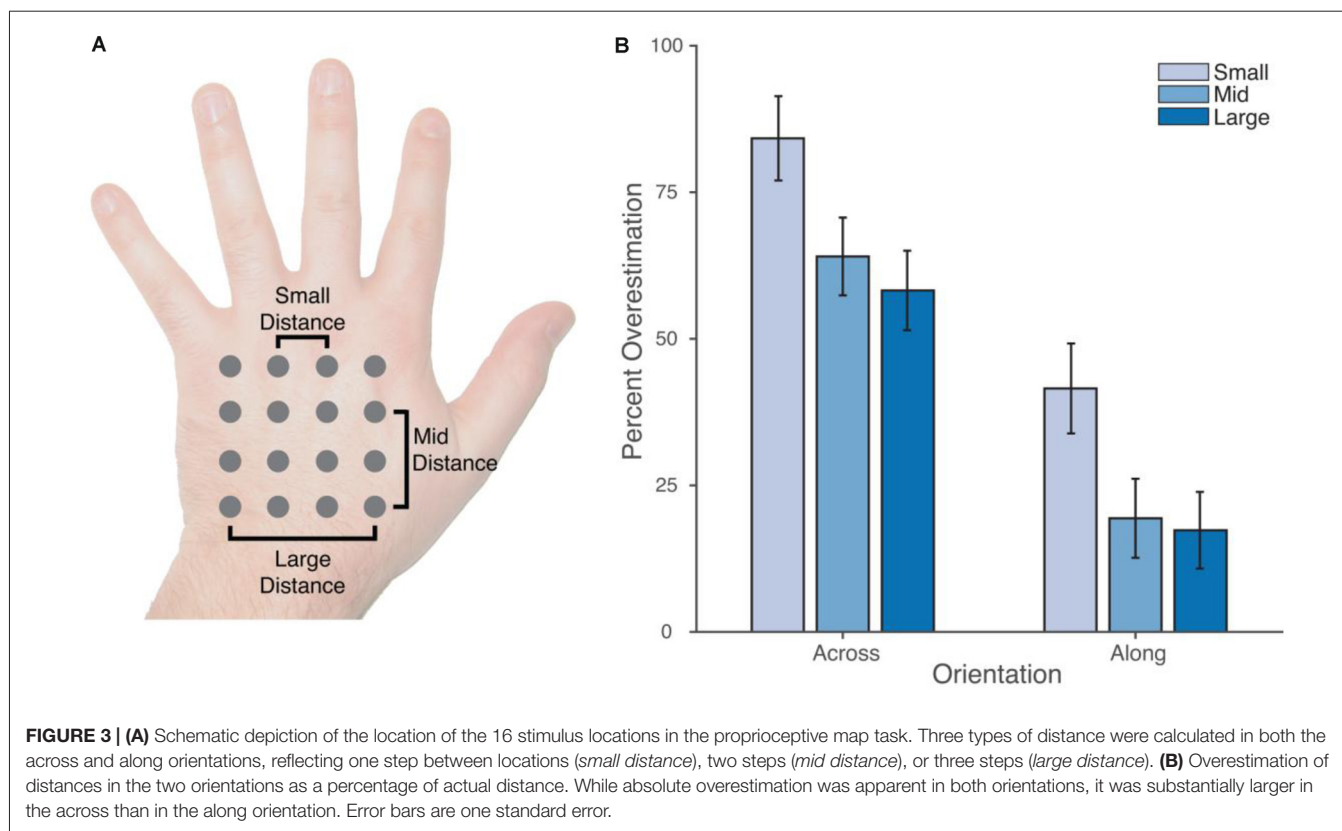 A
Small
Distance
Mid
Distance
Large
Distance
B
100
75
50
25
0
Percent Overestimation
Small
Mid
Large
Across
Along
Orientation
FIGURE 3 | (A) Schematic depiction of the location of the 16 stimulus locations in the proprioceptive map task. Three types of distance were calculated in both the
across and along orientations, reflecting one step between locations (small distance), two steps (mid distance), or three steps (large distance). (B) Overestimation of
distances in the two orientations as a percentage of actual distance. While absolute overestimation was apparent in both orientations, it was substantially larger in
the across than in the along orientation. Error bars are one standard error.